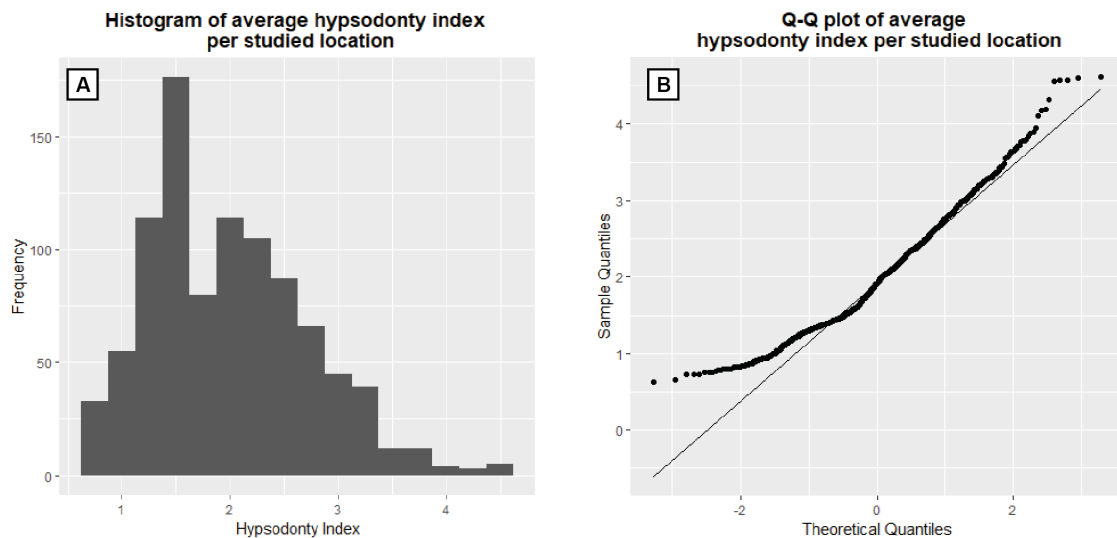 Histogram of average hypsodonty index
per studied location
A
150
100
50
0
Frequency
1 2 3 4
Hypsodonty Index
Q-Q plot of average
hypsodonty index per studied location
B
4
3
2
1
0
Sample Quantiles
-2 0 2
Theoretical Quantiles